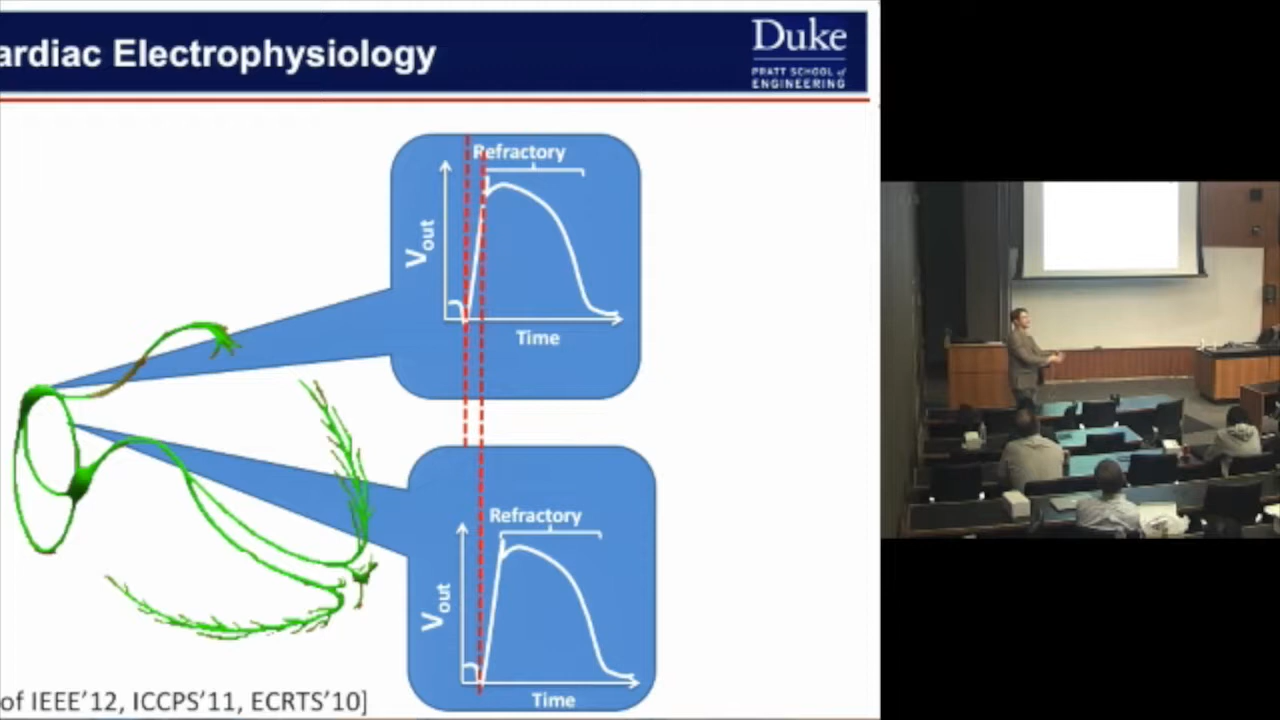 ardiac Electrophysiology
Duke
PRATT SCHOOL of
ENGINEERING
Refractory
Vout
Time
Refractory
Vout
Time
of IEEE'12, ICCPS'11, ECRTS'10]